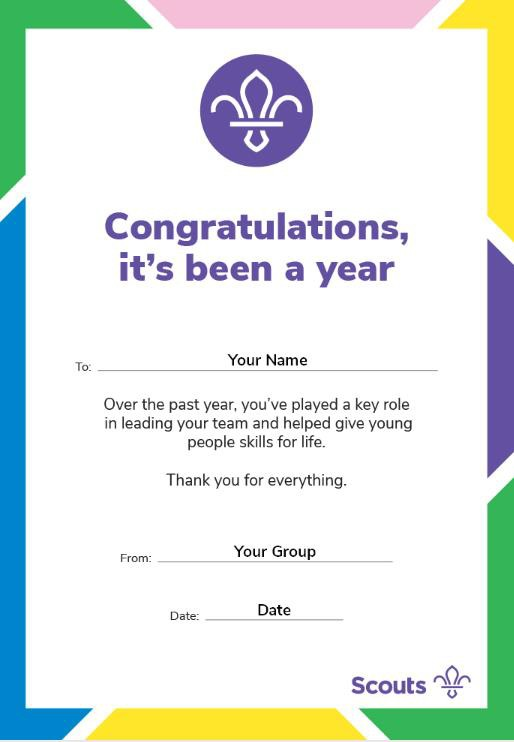 Congratulations,
it's been a year
To: Your Name
Over the past year, you've played a key role
in leading your team and helped give young
people skills for life.
Thank you for everything.
From: Your Group
Date: Date
Scouts